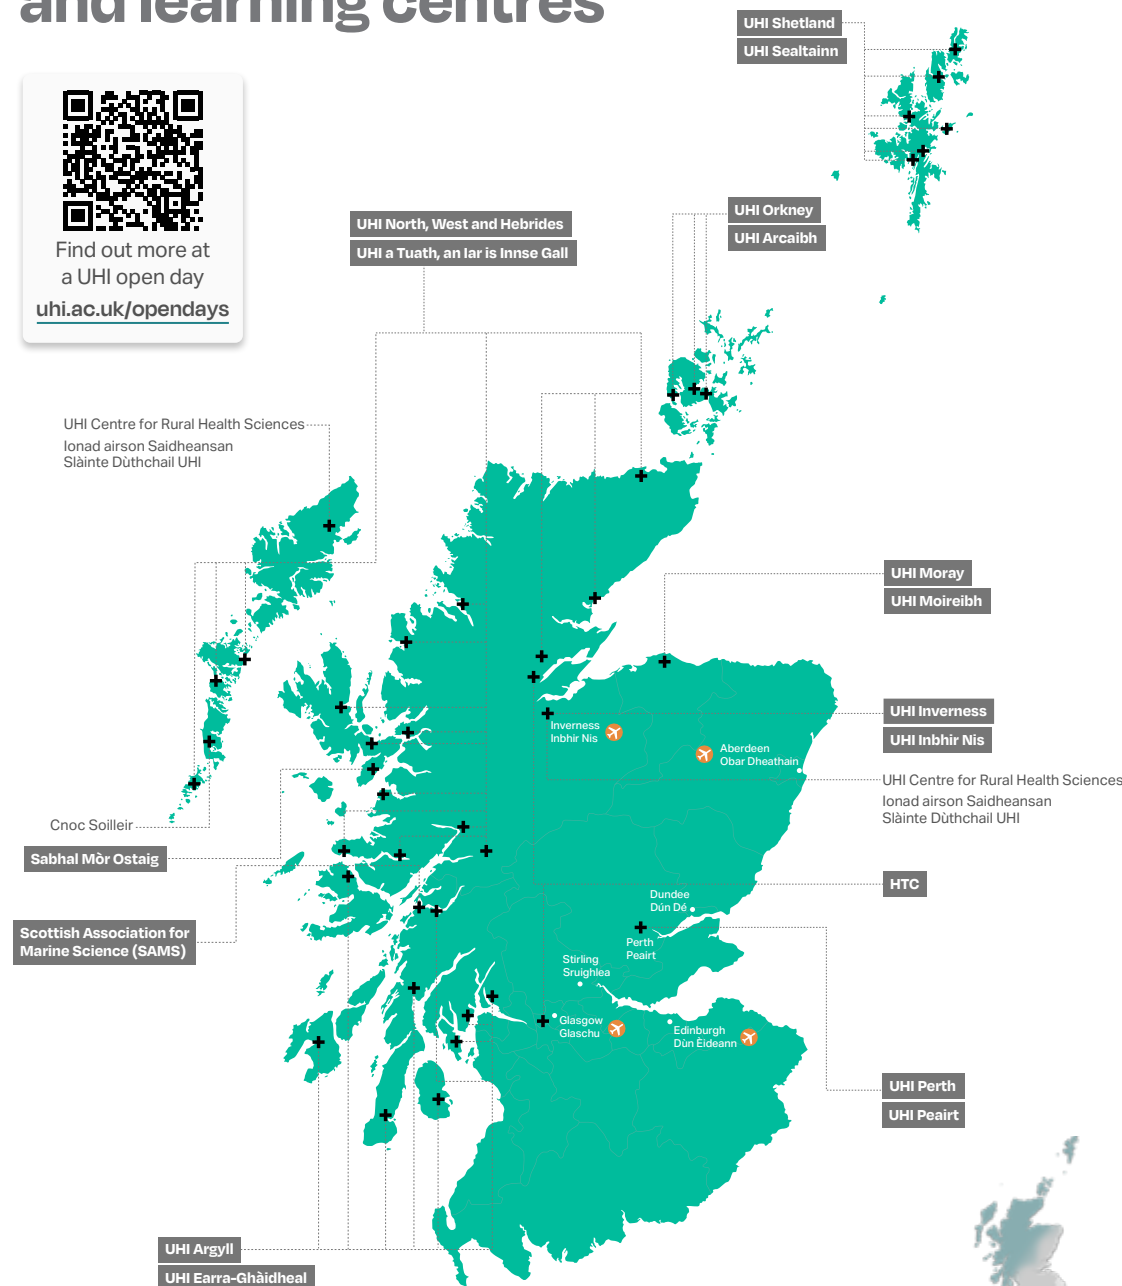 and learning centres
UHI Shetland
UHI Sealtainn
Find out more at
a UHI open day
uhi.ac.uk/opendays
UHI North, West and Hebrides
UHI a Tuath, an Iar is Innse Gall
UHI Orkney
UHI Arcaibh
UHI Centre for Rural Health Sciences
Ionad airson Saidheansan
Slàinte Dùthchail UHI
UHI Moray
UHI Moireibh
UHI Inverness
UHI Inbhir Nis
Inverness
Inbhir Nis
Aberdeen
Obar Dheathain
UHI Centre for Rural Health Sciences
Ionad airson Saidheansan
Slàinte Dùthchail UHI
Cnoc Soilleir
Sabhal Mòr Ostaig
HTC
Dundee
Dún Dé
Scottish Association for
Marine Science (SAMS)
Perth
Peairt
Stirling
Sruighlea
Glasgow
Glaschu
Edinburgh
Dùn Èideann
UHI Perth
UHI Peairt
UHI Argyll
UHI Earra-Ghàidheal